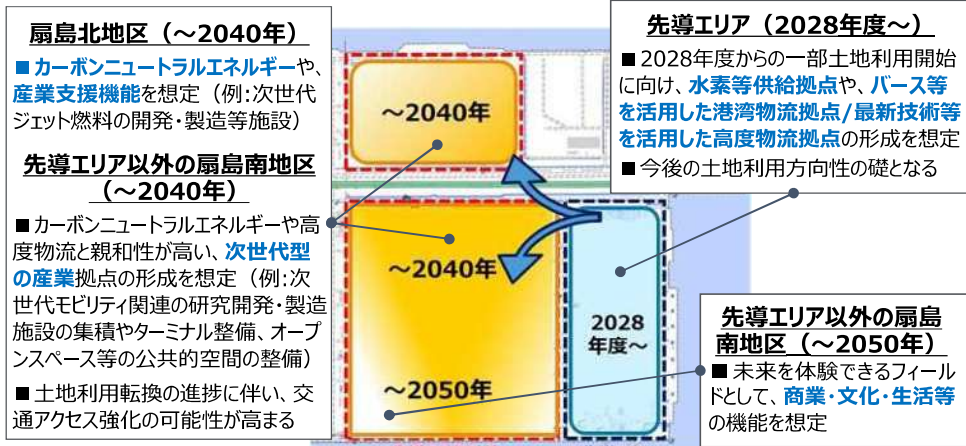 扇島北地区（～2040年）
■カーボンニュートラルエネルギーや、
産業支援機能を想定（例:次世代
ジェット燃料の開発・製造等施設）
先導エリア以外の扇島南地区
（～2040年）
■カーボンニュートラルエネルギーや高
度物流と親和性が高い、次世代型
の産業拠点の形成を想定（例:次
世代モビリティ関連の研究開発・製造
施設の集積やターミナル整備、オープ
ンスペース等の公共的空間の整備）
■土地利用転換の進捗に伴い、交
通アクセス強化の可能性が高まる
～2040年
～2040年
～2050年
2028
年度～
先導エリア（2028年度～）
■2028年度からの一部土地利用開始
に向け、水素等供給拠点や、バース等
を活用した港湾物流拠点/最新技術等
を活用した高度物流拠点の形成を想定
■今後の土地利用方向性の礎となる
先導エリア以外の扇島
南地区（～2050年）
■未来を体験できるフィール
ドとして、商業・文化・生活等
の機能を想定